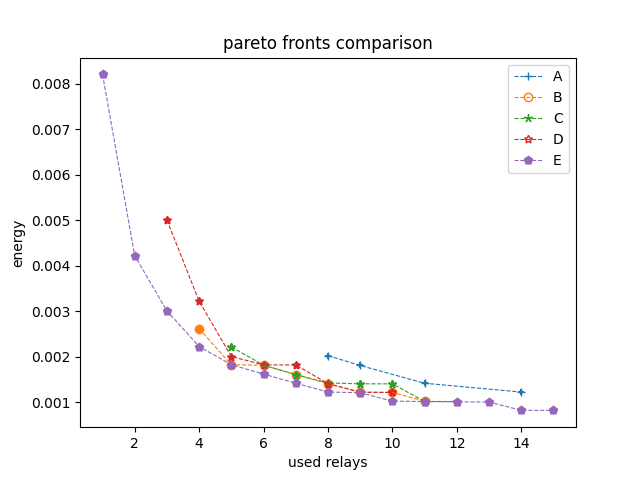 pareto fronts comparison
A
B
C
D
E
0.008
0.007
0.006
0.005
0.004
0.003
0.002
0.001
energy
2 4 6 8 10 12 14
used relays